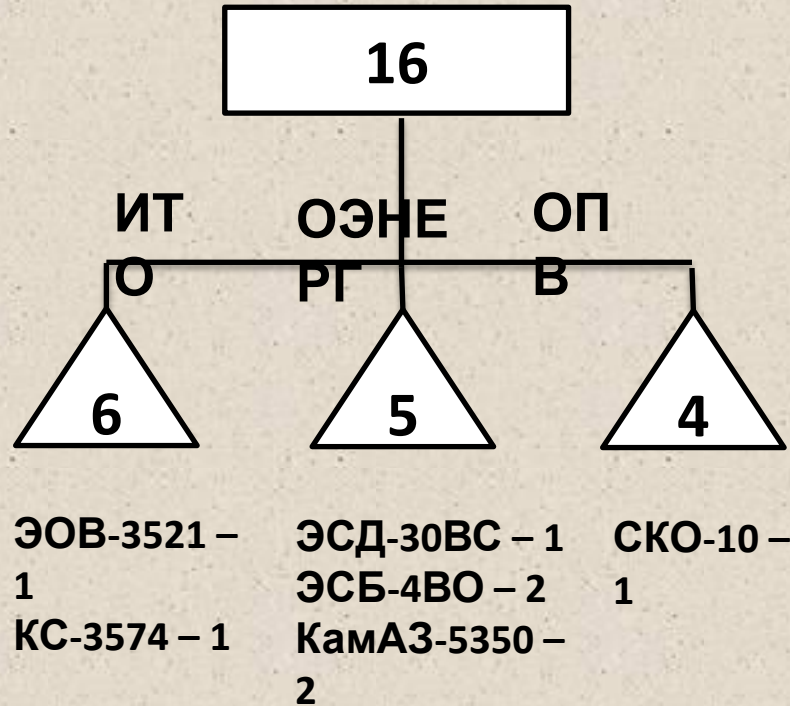 16
ИТ
О
ОЭНЕ
РГ
ОП
В
6
5
4
ЭОВ-3521 –
1
КС-3574 – 1
ЭСД-30ВС – 1
ЭСБ-4ВО – 2
КамАЗ-5350 –
2
СКО-10 –
1